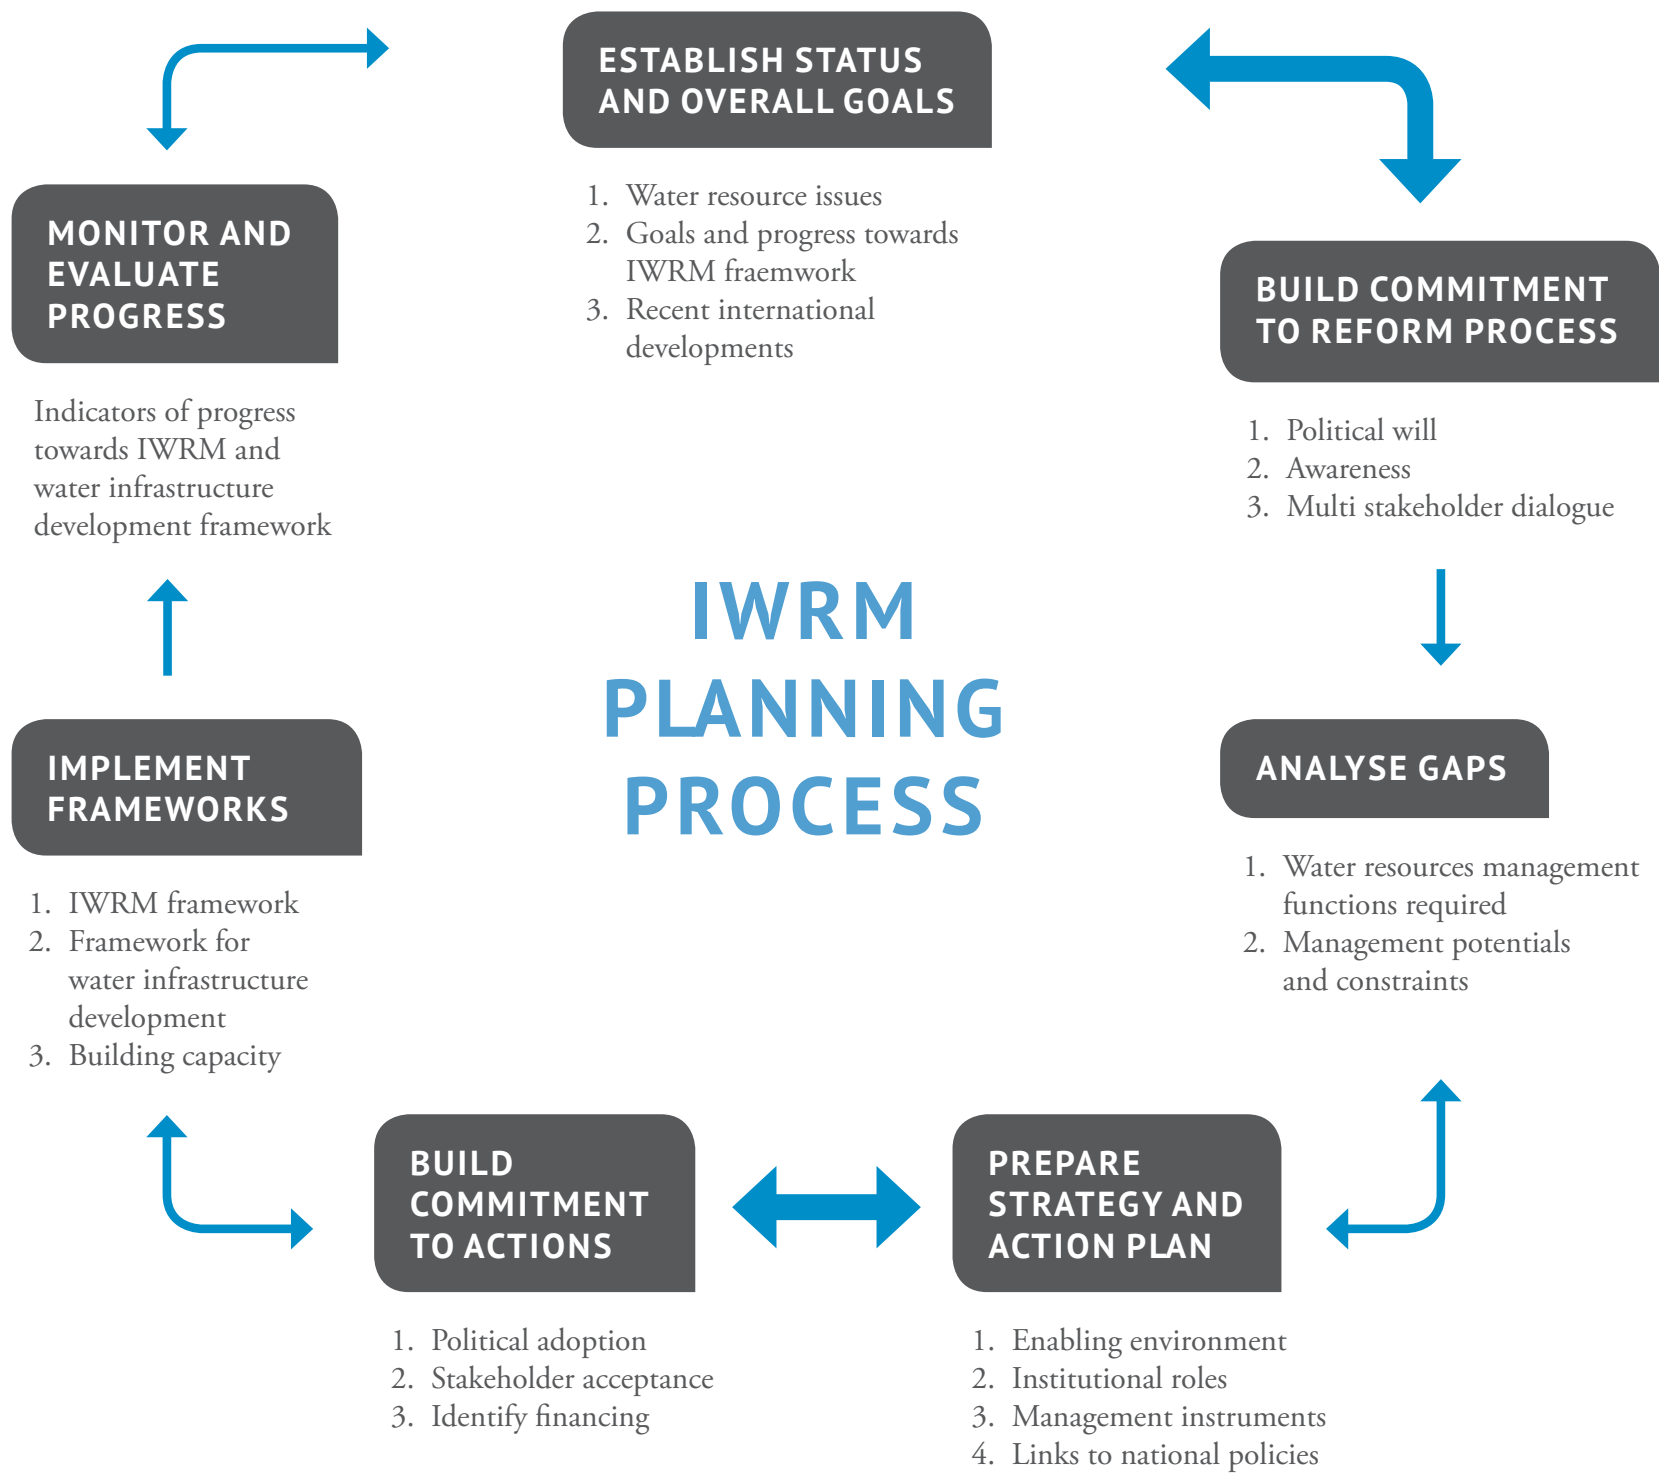 ESTABLISH STATUS
AND OVERALL GOALS
1. Water resource issues
2. Goals and progress towards
IWRM fraemwork
3. Recent international
developments
BUILD COMMITMENT
TO REFORM PROCESS
1. Political will
2. Awareness
3. Multi stakeholder dialogue
ANALYSE GAPS
1. Water resources management
functions required
2. Management potentials
and constraints
PREPARE
STRATEGY AND
ACTION PLAN
1. Enabling environment
2. Institutional roles
3. Management instruments
4. Links to national policies
BUILD
COMMITMENT
TO ACTIONS
1. Political adoption
2. Stakeholder acceptance
3. Identify financing
IMPLEMENT
FRAMEWORKS
1. IWRM framework
2. Framework for
water infrastructure
development
3. Building capacity
MONITOR AND
EVALUATE
PROGRESS
Indicators of progress
towards IWRM and
water infrastructure
development framework
IWRM
PLANNING
PROCESS